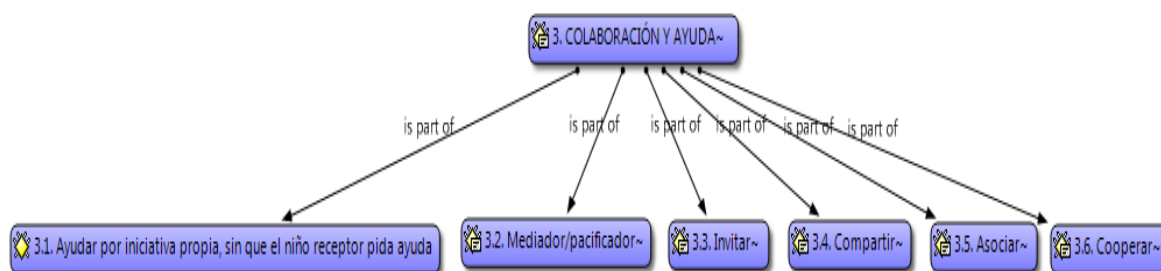 3. COLABORACIÓN Y AYUDA~
is part of
is part of
is part of
is part of
is part of
is part of
3.1. Ayudar por iniciativa propia, sin que el niño receptor pida ayuda
3.2. Mediador/pacificador~
3.3. Invitar~
3.4. Compartir~
3.5. Asociar~
3.6. Cooperar~